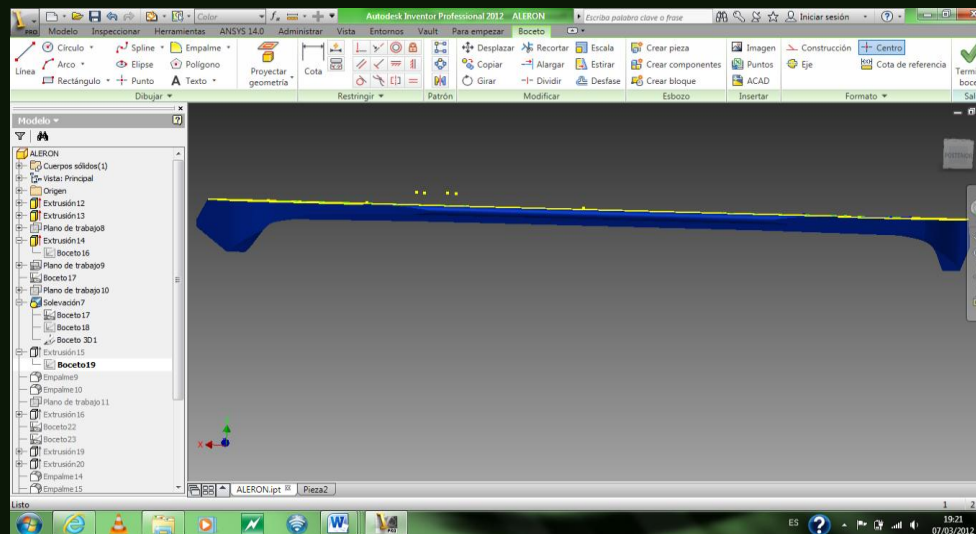 Color
Autodesk Inventor Professional 2012 ALERON
Escriba palabra clave o frase
Iniciar sesión
PRO
Modelo Inspeccionar Herramientas ANSYS 14.0 Administrar Vista Entornos Vault Para empezar Boceto
Línea
Círculo Spline Empalme
Arco Elipse Polígono
Rectángulo Punto A Texto
Proyectar geometría
Cota
Desplazar Recortar Escala
Copiar Alargar Estirar
Girar Dividir Desfase
Crear pieza
Crear componentes
Crear bloque
Imagen
Puntos
ACAD
Construcción Centro
Eje Cota de referencia
Dibujar Restringir Patrón Modificar Esbozo Insertar Formato
Modelo
ALERON
Cuerpos sólidos(1)
Vista: Principal
Origen
Extrusión12
Extrusión13
Plano de trabajo8
Extrusión14
Boceto16
Plano de trabajo9
Boceto17
Plano de trabajo10
Solevación7
Boceto17
Boceto18
Boceto 3D1
Extrusión15
Boceto19
Empalme9
Empalme10
Plano de trabajo11
Extrusión16
Boceto22
Boceto23
Extrusión19
Extrusión20
Empalme14
Empalme15
X
ALERON.ipt Pieza2
Listo
1 2
ES
19:21
07/03/2012